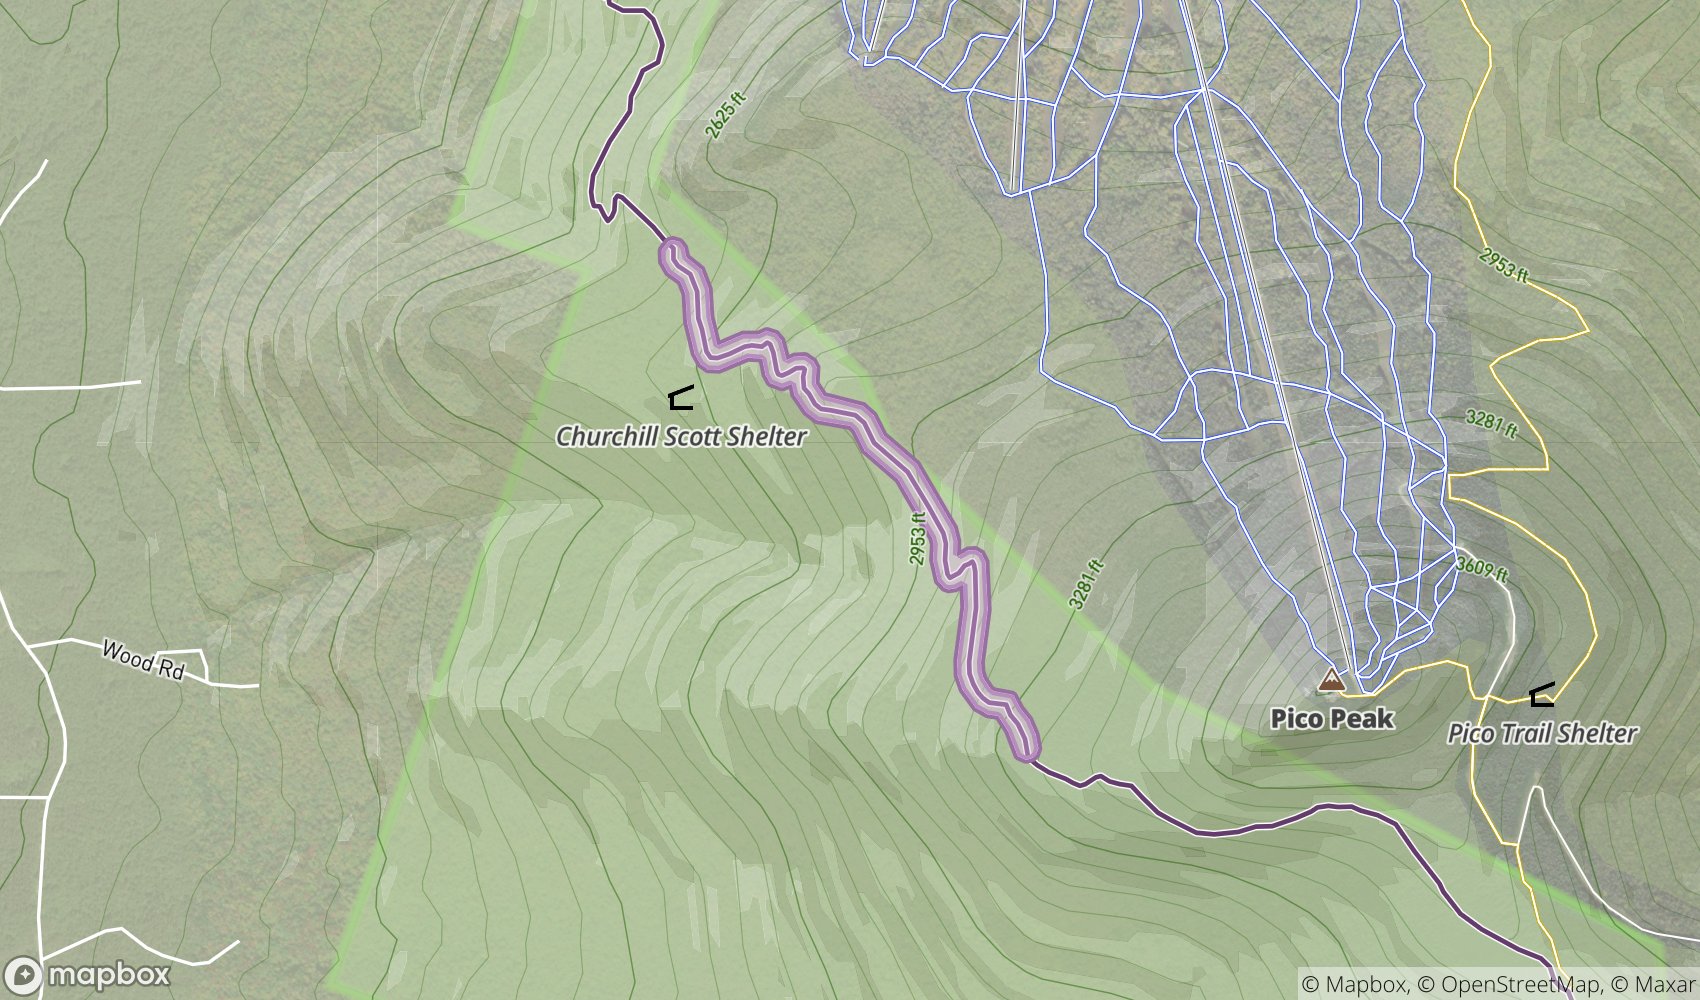 2625 ft
2953 ft
3281 ft
Churchill Scott Shelter
2953 ft
3281 ft
3609 ft
Wood Rd
Pico Peak
Pico Trail Shelter
mapbox
© Mapbox, © OpenStreetMap, © Maxar